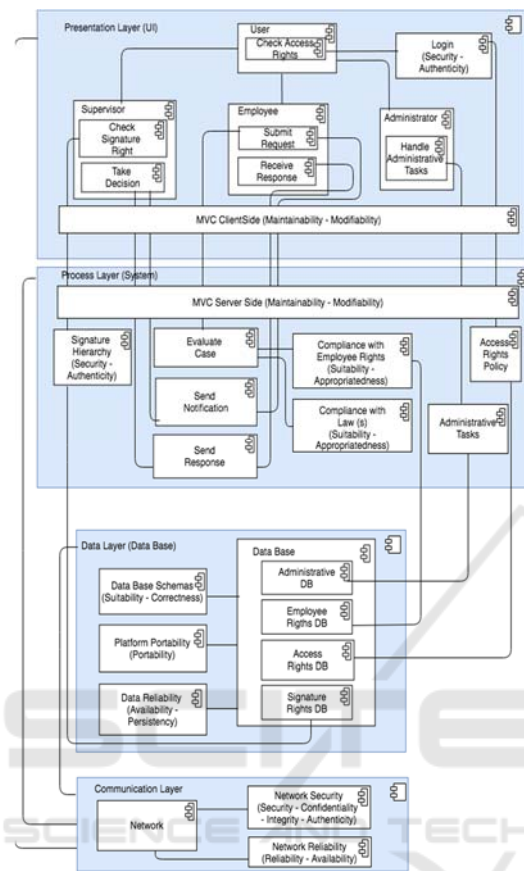 Presentation Layer (UI)
User
Check Access
Rights
Login
(Security -
Authenticity)
Supervisor
Check
Signature
Right
Take
Decision
Employee
Submit
Request
Receive
Response
Administrator
Handle
Administrative
Tasks
MVC ClientSide (Maintainability - Modifiability)
Process Layer (System)
MVC Server Side (Maintainability - Modifiability)
Signature
Hierarchy
(Security -
Authenticity)
Evaluate
Case
Compliance with
Employee Rights
(Suitability -
Appropriatedness)
Access
Rights
Policy
Send
Notification
Compliance with
Law (s)
(Suitability -
Appropriatedness)
Administrative
Tasks
Send
Response
Data Layer (Data Base)
Data Base
Data Base Schemas
(Suitability - Correctness)
Administrative
DB
Employee
Rigths DB
Platform Portability
(Portability)
Access
Rights DB
Data Reliability
(Availability -
Persistency)
Signature
Rights DB
Communication Layer
Network
Network Security
(Security - Confidentiality
- Integrity - Authenticity)
Network Reliability
(Reliability - Availability)
SCITE
SCIENCE AND TECH